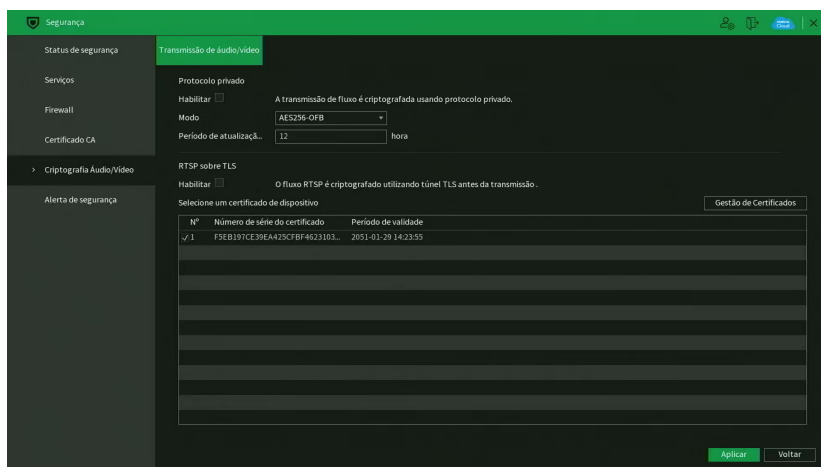 Segurança
Cloud
Status de segurança
Serviços
Firewall
Certificado CA
Criptografia Áudio/Vídeo
Alerta de segurança
Transmissão de áudio/vídeo
Protocolo privado
Habilitar A transmissão de fluxo é criptografada usando protocolo privado.
Modo AES256-OFB
Período de atualizaçã... 12 hora
RTSP sobre TLS
Habilitar O fluxo RTSP é criptografado utilizando túnel TLS antes da transmissão .
Selecione um certificado de dispositivo Gestão de Certificados
Nº Número de série do certificado Período de validade
1 F5EB197CE39EA425CFBF4623103... 2051-01-29 14:23:55
Aplicar Voltar